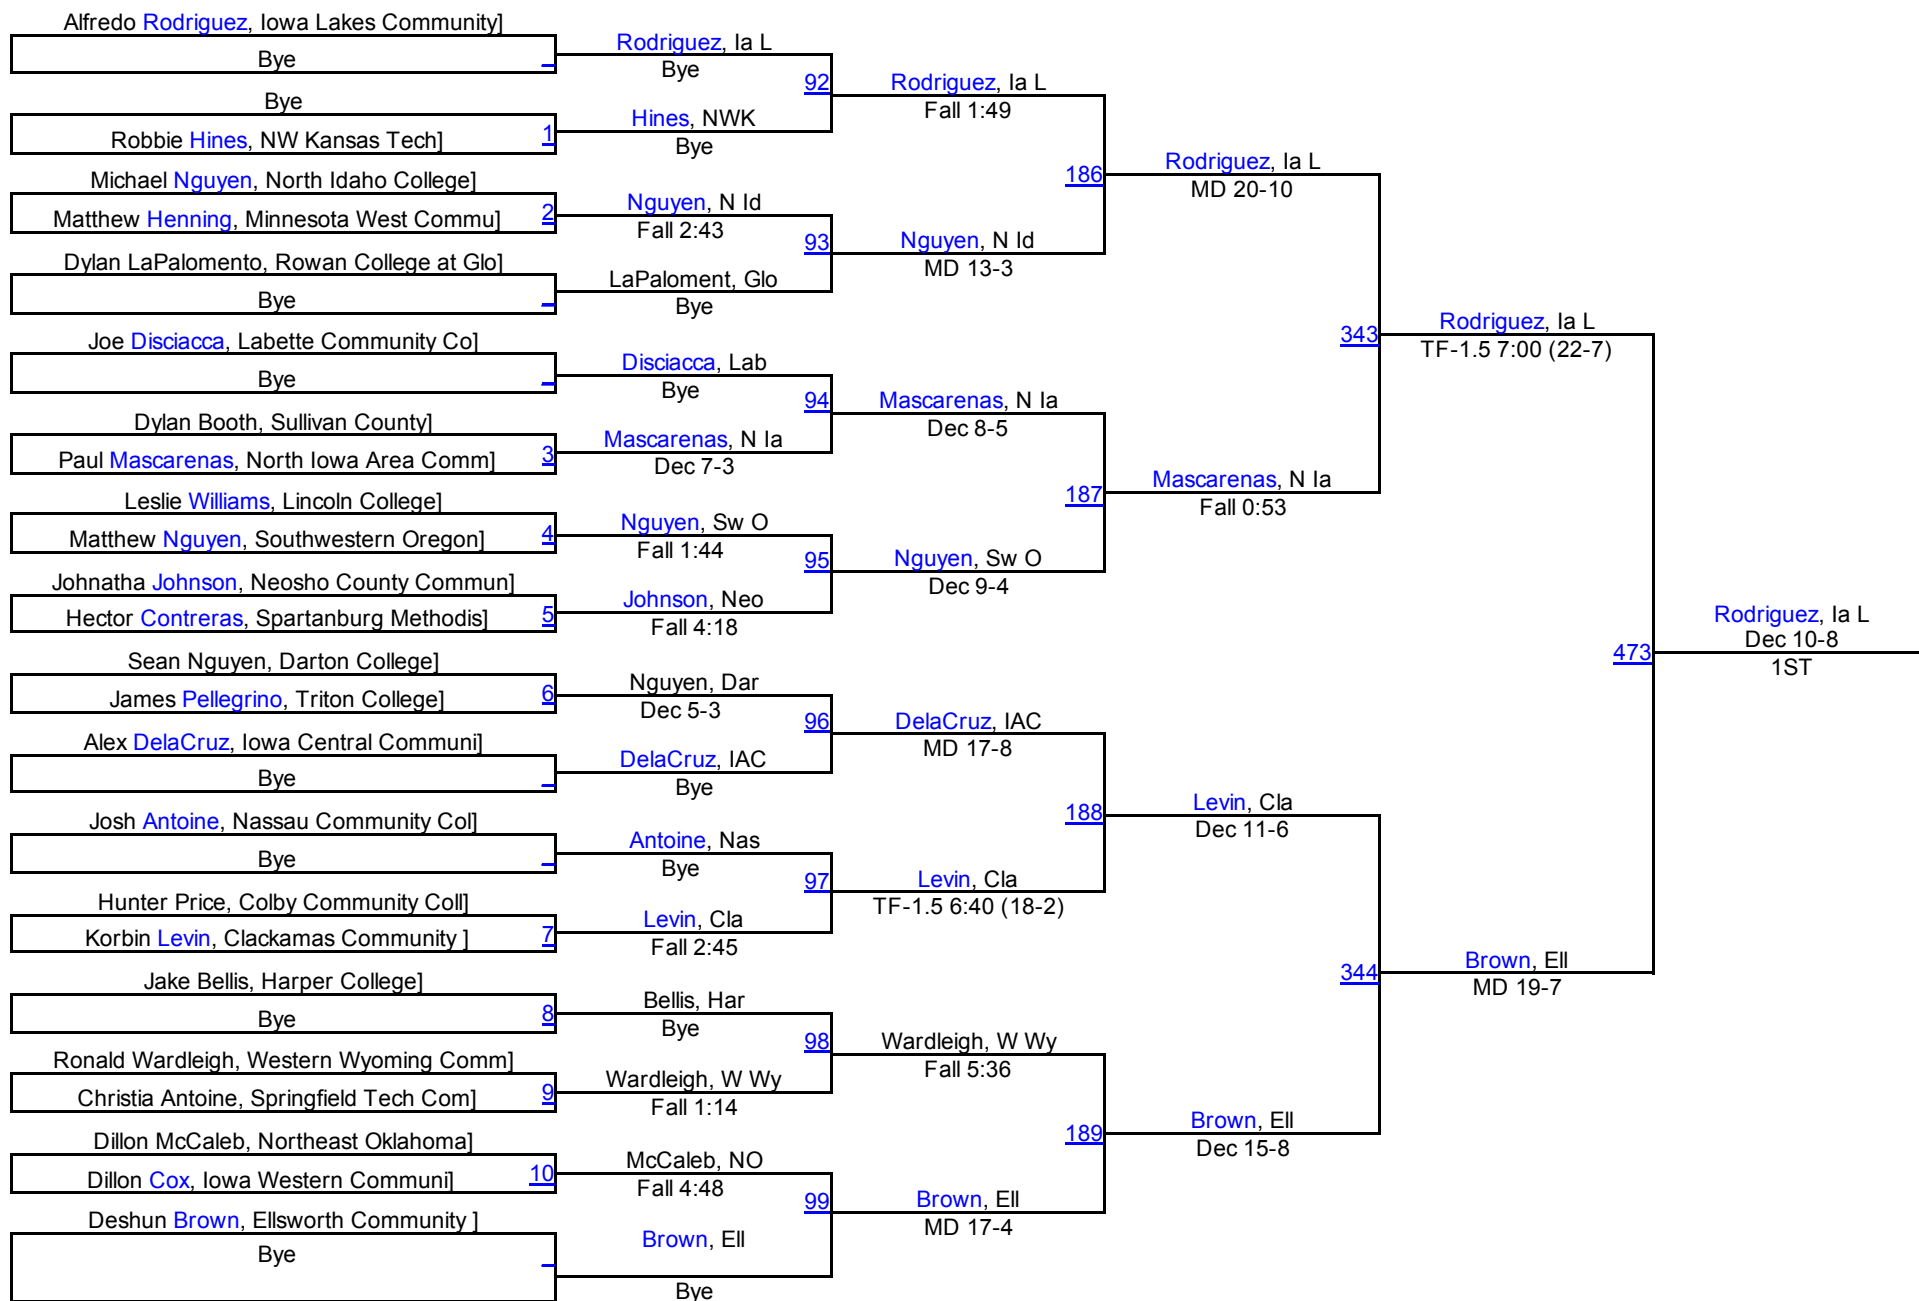 Alfredo Rodriguez, Iowa Lakes Community]
Bye
Bye
Robbie Hines, NW Kansas Tech]
1
Michael Nguyen, North Idaho College]
Matthew Henning, Minnesota West Commu]
2
Dylan LaPalomento, Rowan College at Glo]
Bye
Joe Disciacca, Labette Community Co]
Bye
Dylan Booth, Sullivan County]
Paul Mascarenas, North Iowa Area Comm]
3
Leslie Williams, Lincoln College]
Matthew Nguyen, Southwestern Oregon]
4
Johnatha Johnson, Neosho County Commun]
Hector Contreras, Spartanburg Methodis]
5
Sean Nguyen, Darton College]
James Pellegrino, Triton College]
6
Alex DelaCruz, Iowa Central Communi]
Bye
Josh Antoine, Nassau Community Col]
Bye
Hunter Price, Colby Community Coll]
Korbin Levin, Clackamas Community ]
7
Jake Bellis, Harper College]
Bye
8
Ronald Wardleigh, Western Wyoming Comm]
Christia Antoine, Springfield Tech Com]
9
Dillon McCaleb, Northeast Oklahoma]
Dillon Cox, Iowa Western Communi]
10
Deshun Brown, Ellsworth Community ]
Bye
Rodriguez, Ia L
Bye
92
Hines, NWK
Bye
Nguyen, N Id
Fall 2:43
93
LaPaloment, Glo
Bye
Disciacca, Lab
Bye
94
Mascarenas, N Ia
Dec 7-3
Nguyen, Sw O
Fall 1:44
95
Johnson, Neo
Fall 4:18
Nguyen, Dar
Dec 5-3
96
DelaCruz, IAC
Bye
Antoine, Nas
Bye
97
Levin, Cla
Fall 2:45
Bellis, Har
Bye
98
Wardleigh, W Wy
Fall 1:14
McCaleb, NO
Fall 4:48
99
Brown, Ell
Bye
Rodriguez, Ia L
Fall 1:49
186
Nguyen, N Id
MD 13-3
Mascarenas, N Ia
Dec 8-5
187
Nguyen, Sw O
Dec 9-4
DelaCruz, IAC
MD 17-8
188
Levin, Cla
TF-1.5 6:40 (18-2)
Wardleigh, W Wy
Fall 5:36
189
Brown, Ell
MD 17-4
Rodriguez, Ia L
MD 20-10
343
Mascarenas, N Ia
Fall 0:53
Levin, Cla
Dec 11-6
344
Brown, Ell
Dec 15-8
Rodriguez, Ia L
TF-1.5 7:00 (22-7)
473
Brown, Ell
MD 19-7
Rodriguez, Ia L
Dec 10-8
1ST